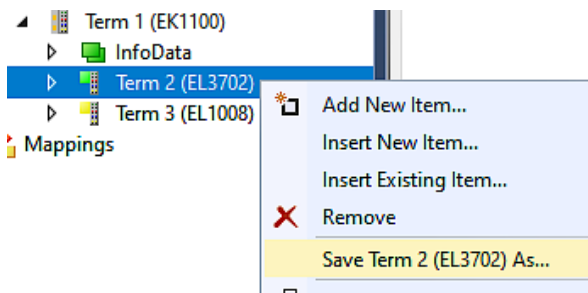 Term 1 (EK1100)
InfoData
Term 2 (EL3702)
Term 3 (EL1008)
Mappings
Add New Item...
Insert New Item...
Insert Existing Item...
Remove
Save Term 2 (EL3702) As...